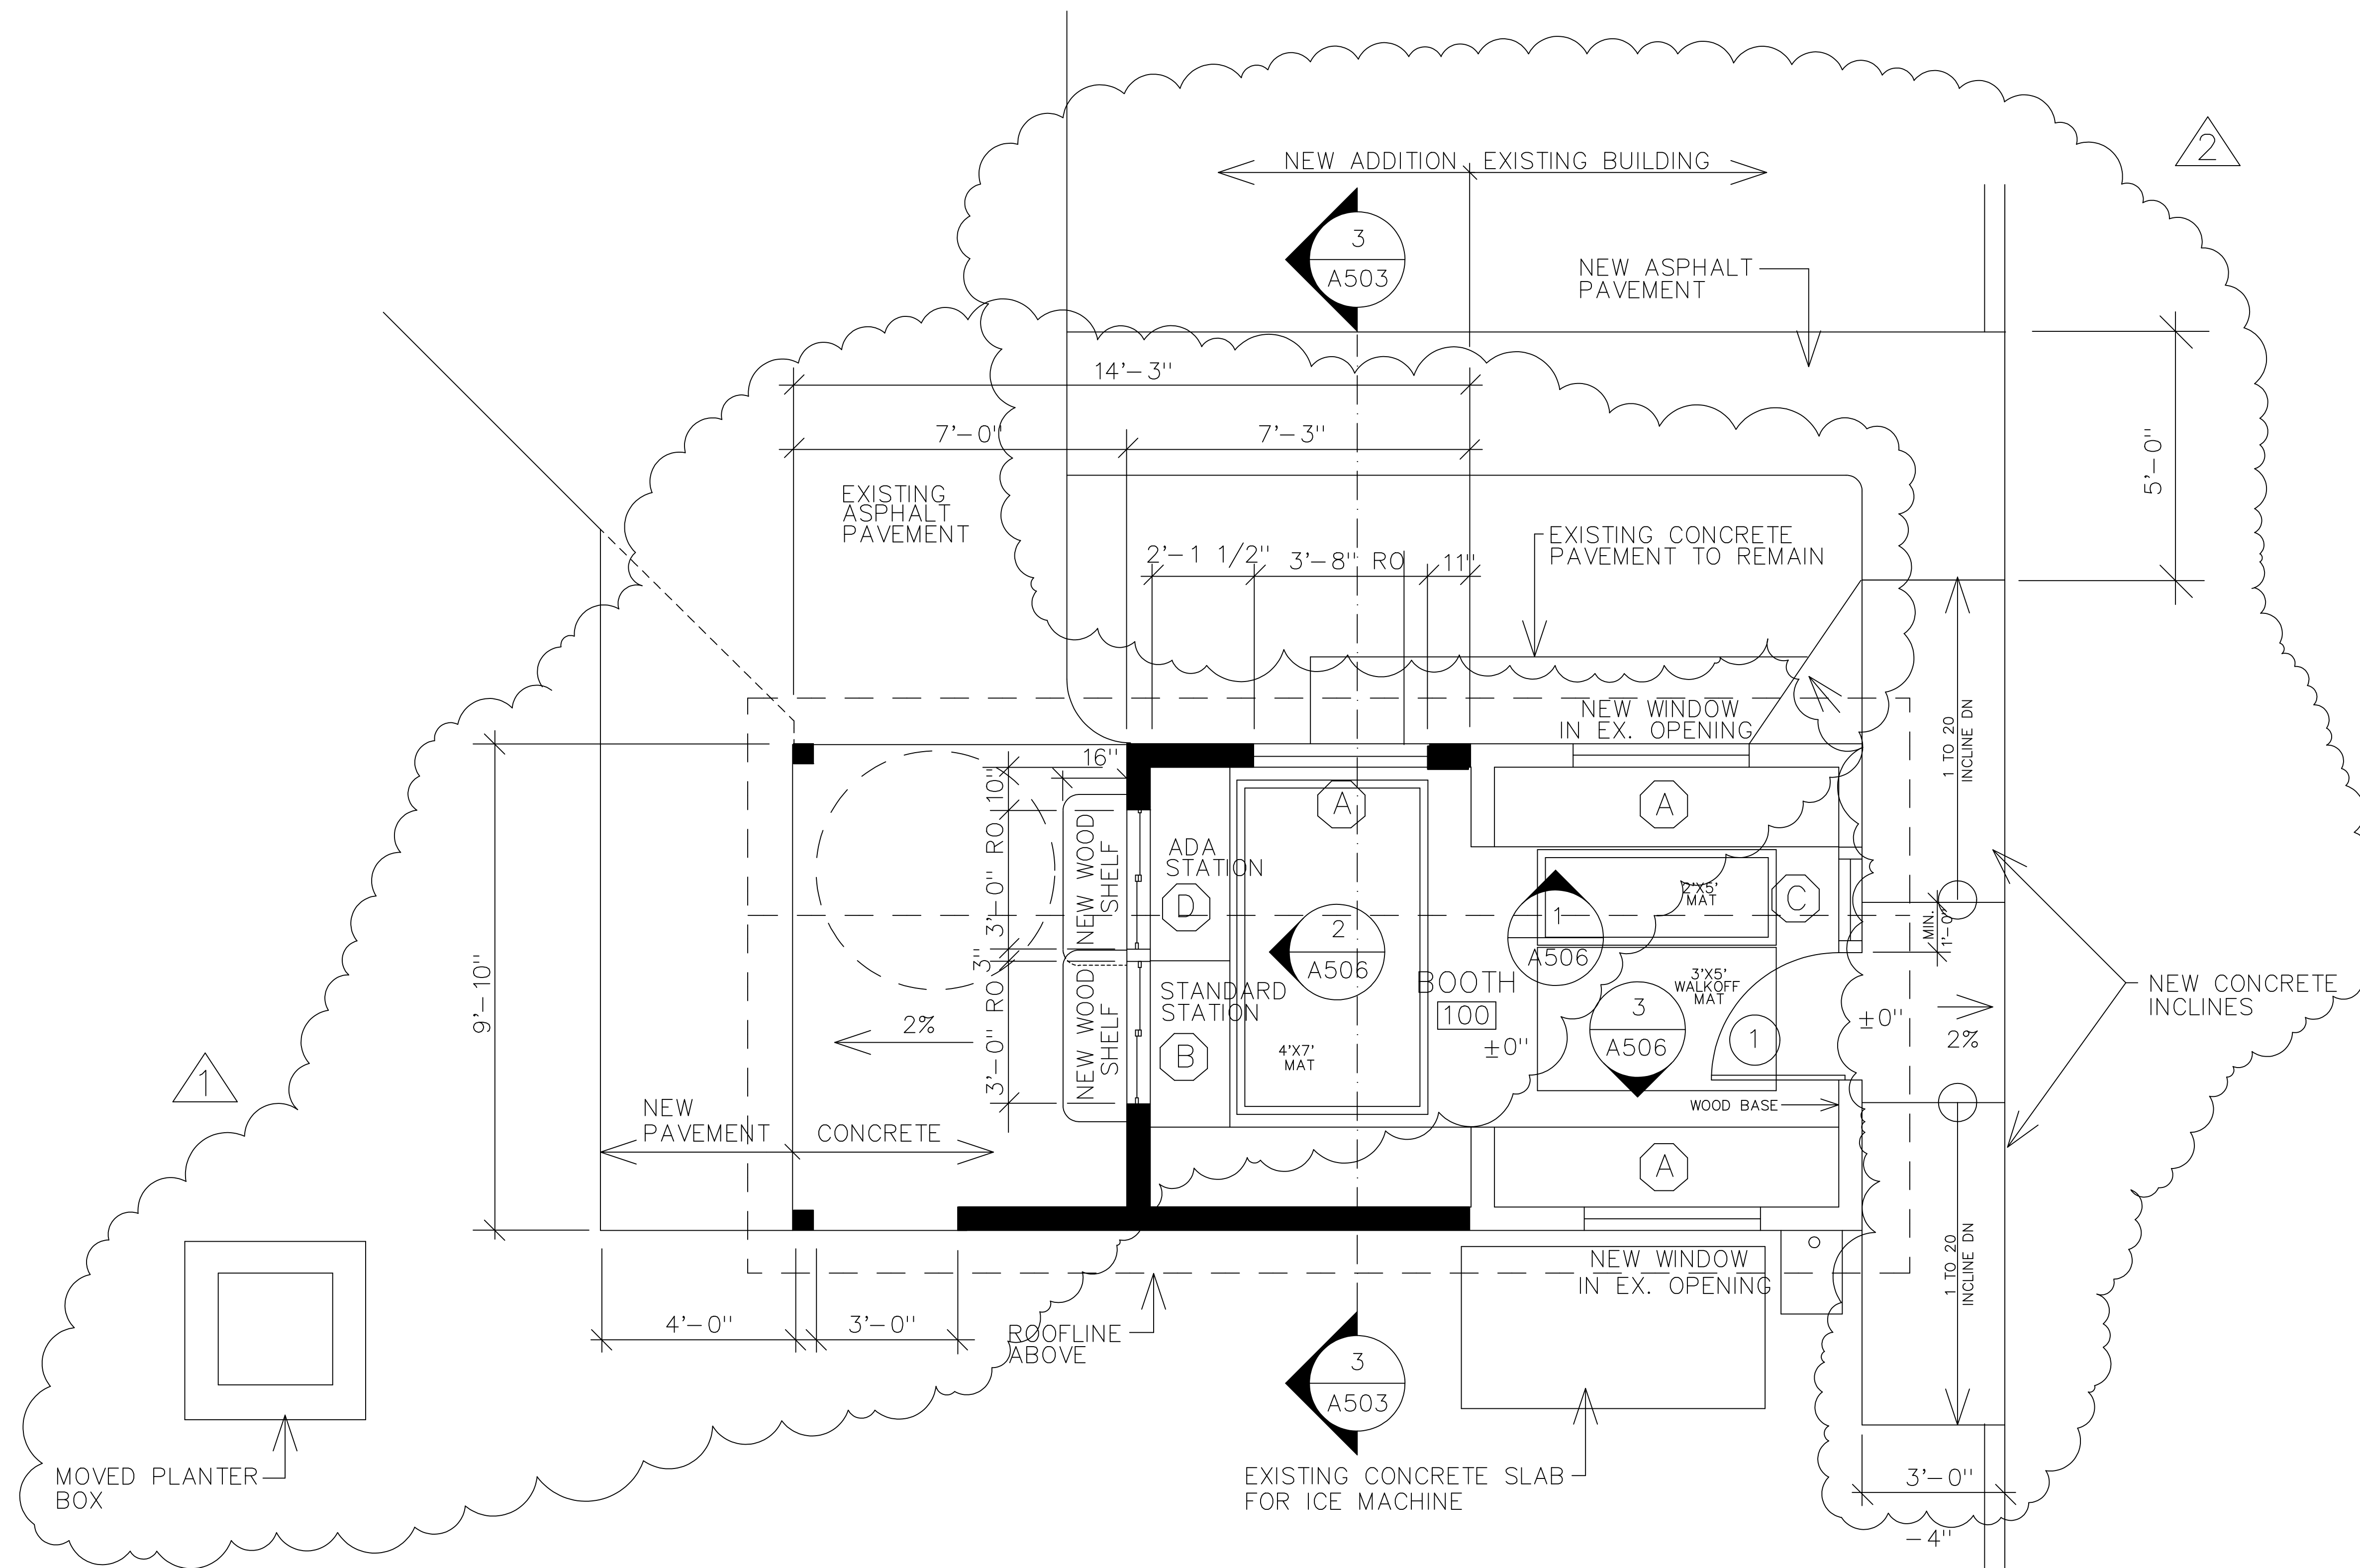 2
NEW ADDITION
EXISTING BUILDING
3
A503
NEW ASPHALT
PAVEMENT
14'-3"
7'-0"
7'-3"
5'-0"
EXISTING
ASPHALT
PAVEMENT
EXISTING CONCRETE
PAVEMENT TO REMAIN
2'-1 1/2"
3'-8" RO
11"
NEW WINDOW
IN EX. OPENING
1 TO 20
INCLINE DN
16"
10"
3'-0" RO
3"
3'-0" RO
NEW WOOD
SHELF
NEW WOOD
SHELF
ADA
STATION
D
A
A
2'X5'
MAT
C
1
A506
2
A506
MIN.
1'-0"
9'-10"
BOOTH
100
±0"
3'X5'
WALKOFF
MAT
3
A506
1
±0"
2%
NEW CONCRETE
INCLINES
STANDARD
STATION
B
4'X7'
MAT
2%
1
WOOD BASE
NEW
PAVEMENT
CONCRETE
A
NEW WINDOW
IN EX. OPENING
1 TO 20
INCLINE DN
4'-0"
3'-0"
ROOFLINE
ABOVE
3
A503
MOVED PLANTER
BOX
EXISTING CONCRETE SLAB
FOR ICE MACHINE
3'-0"
-4"